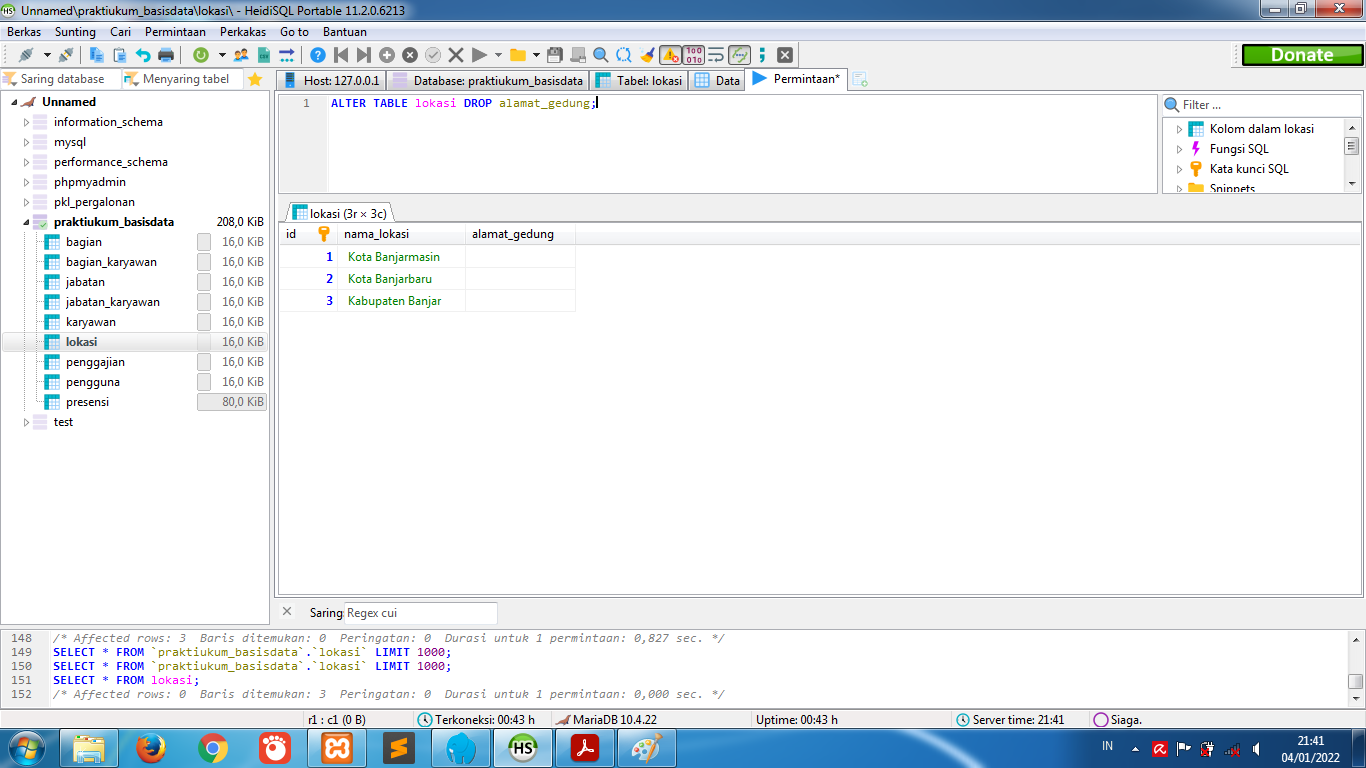 Unnamed\praktiukum_basisdata\lokasi\ - HeidiSQL Portable 11.2.0.6213
Berkas Sunting Cari Permintaan Perkakas Go to Bantuan
Donate
Saring database Menyaring tabel
Host: 127.0.0.1 Database: praktiukum_basisdata Tabel: lokasi Data Permintaan*
Unnamed
information_schema
mysql
performance_schema
phpmyadmin
pkl_pergalonan
praktiukum_basisdata 208,0 KiB
bagian 16,0 KiB
bagian_karyawan 16,0 KiB
jabatan 16,0 KiB
jabatan_karyawan 16,0 KiB
karyawan 16,0 KiB
lokasi 16,0 KiB
penggajian 16,0 KiB
pengguna 16,0 KiB
presensi 80,0 KiB
test
1 ALTER TABLE lokasi DROP alamat_gedung;
Filter ...
Kolom dalam lokasi
Fungsi SQL
Kata kunci SQL
Snippets
lokasi (3r × 3c)
id nama_lokasi alamat_gedung
1 Kota Banjarmasin
2 Kota Banjarbaru
3 Kabupaten Banjar
Saring: Regex cui
148 /* Affected rows: 3 Baris ditemukan: 0 Peringatan: 0 Durasi untuk 1 permintaan: 0,827 sec. */
149 SELECT * FROM `praktiukum_basisdata`.`lokasi` LIMIT 1000;
150 SELECT * FROM `praktiukum_basisdata`.`lokasi` LIMIT 1000;
151 SELECT * FROM lokasi;
152 /* Affected rows: 0 Baris ditemukan: 3 Peringatan: 0 Durasi untuk 1 permintaan: 0,000 sec. */
r1 : c1 (0 B) Terkoneksi: 00:43 h MariaDB 10.4.22 Uptime: 00:43 h Server time: 21:41 Siaga.
HS
IN
21:41
04/01/2022